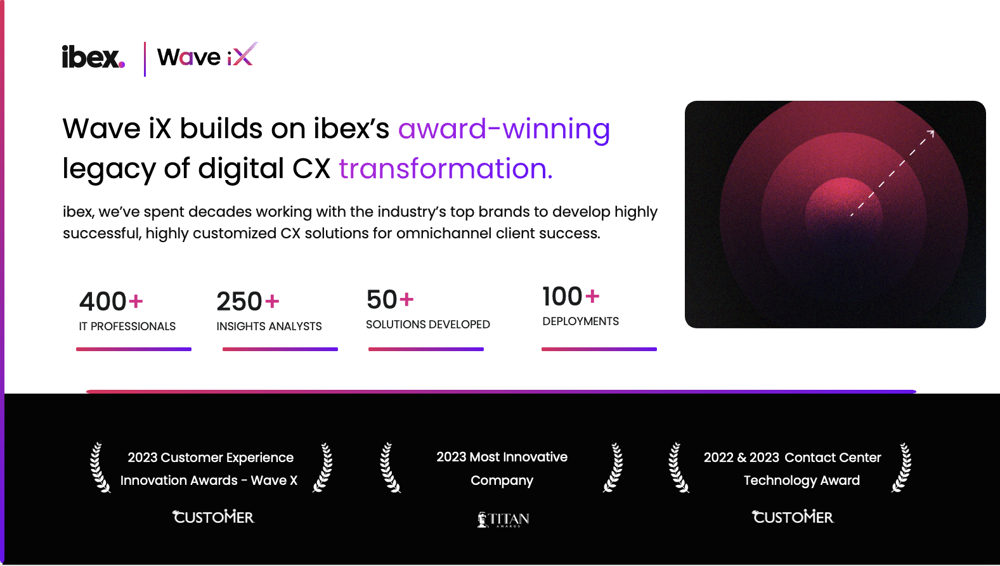 ibex. Wave iX
Wave iX builds on ibex’s award-winning
legacy of digital CX transformation.
ibex, we’ve spent decades working with the industry’s top brands to develop highly
successful, highly customized CX solutions for omnichannel client success.
400+
IT PROFESSIONALS
250+
INSIGHTS ANALYSTS
50+
SOLUTIONS DEVELOPED
100+
DEPLOYMENTS
2023 Customer Experience
Innovation Awards - Wave X
CUSTOMER
2023 Most Innovative
Company
TITAN
AWARDS
2022 & 2023 Contact Center
Technology Award
CUSTOMER